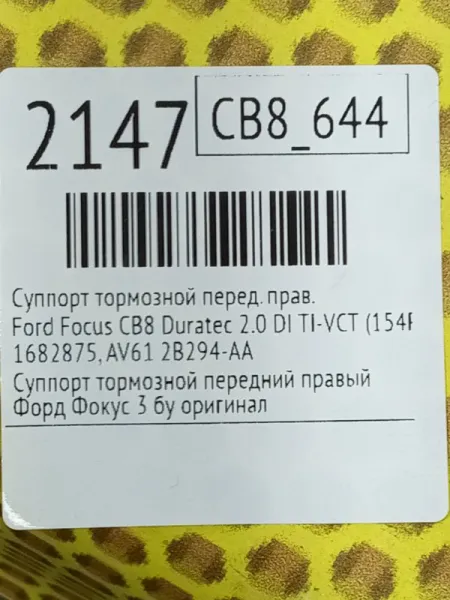 2147
CB8_644
Суппорт тормозной перед. прав.
Ford Focus CB8 Duratec 2.0 DI TI-VCT
1682875, AV61 2B294-AA
Суппорт тормозной передний правый
Форд Фокус 3 бу оригинал